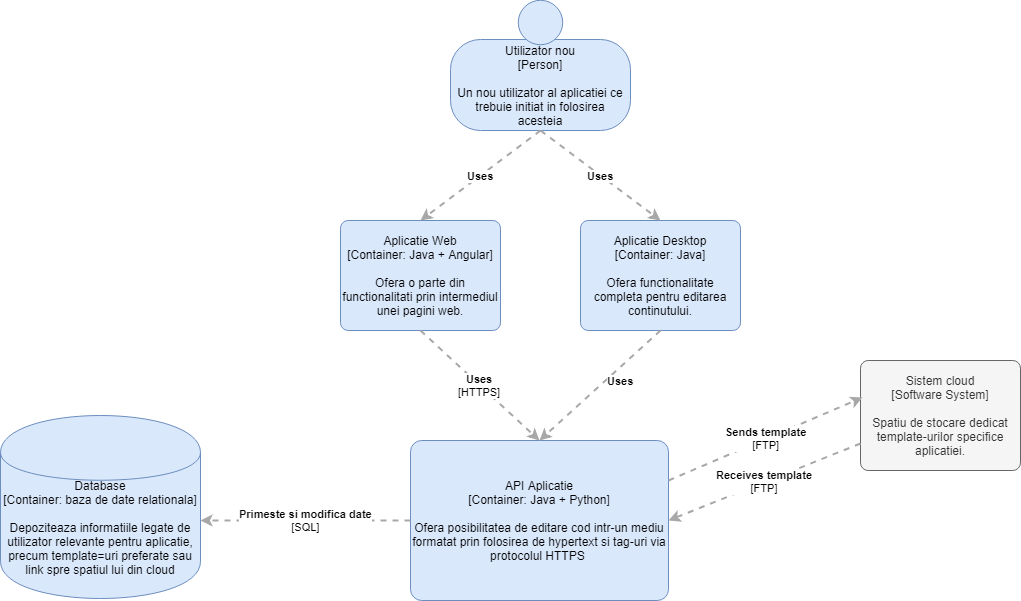 Utilizator nou
[Person]
Un nou utilizator al aplicatiei ce
trebuie initiat in folosirea
acesteia
Uses
Uses
Aplicatie Web
[Container: Java + Angular]
Ofera o parte din
functionalitati prin intermediul
unei pagini web.
Aplicatie Desktop
[Container: Java]
Ofera functionalitate
completa pentru editarea
continutului.
Uses
[HTTPS]
Uses
Sistem cloud
[Software System]
Spatiu de stocare dedicat
template-urilor specifice
aplicatiei.
Sends template
[FTP]
Receives template
[FTP]
Database
[Container: baza de date relationala]
Depoziteaza informatiile legate de
utilizator relevante pentru aplicatie,
precum template=uri preferate sau
link spre spatiul lui din cloud
Primeste si modifica date
[SQL]
API Aplicatie
[Container: Java + Python]
Ofera posibilitatea de editare cod intr-un mediu
formatat prin folosirea de hypertext si tag-uri via
protocolul HTTPS